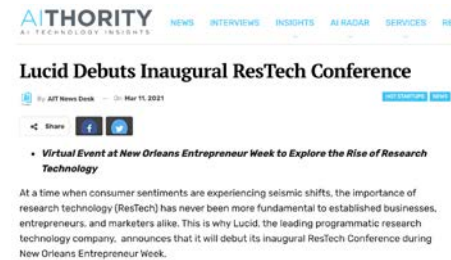 AITHORITY
AI TECHNOLOGY INSIGHTS
NEWS INTERVIEWS INSIGHTS AI RADAR SERVICES RE
Lucid Debuts Inaugural ResTech Conference
By AIT News Desk — On Mar 11, 2021
HOT STARTUPS NEWS
Share
• Virtual Event at New Orleans Entrepreneur Week to Explore the Rise of Research
Technology
At a time when consumer sentiments are experiencing seismic shifts, the importance of
research technology (ResTech) has never been more fundamental to established businesses,
entrepreneurs, and marketers alike. This is why Lucid, the leading programmatic research
technology company, announces that it will debut its inaugural ResTech Conference during
New Orleans Entrepreneur Week.